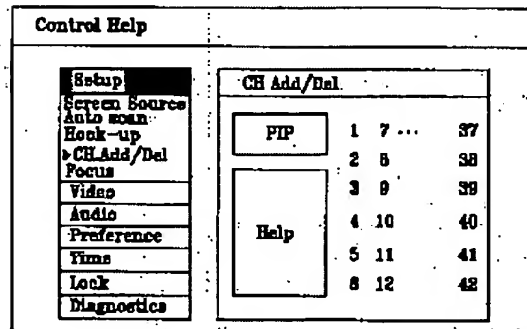 Control Help
Setup
Screen Source
Auto scan
Hook-up
▸CH.Add/Del
Focus
Video
Audio
Preference
Time
Lock
Diagnostics
CH Add/Del.
PIP
Help
1 7 ... 37
2 8 38
3 9 39
4 10 40
5 11 41
6 12 42